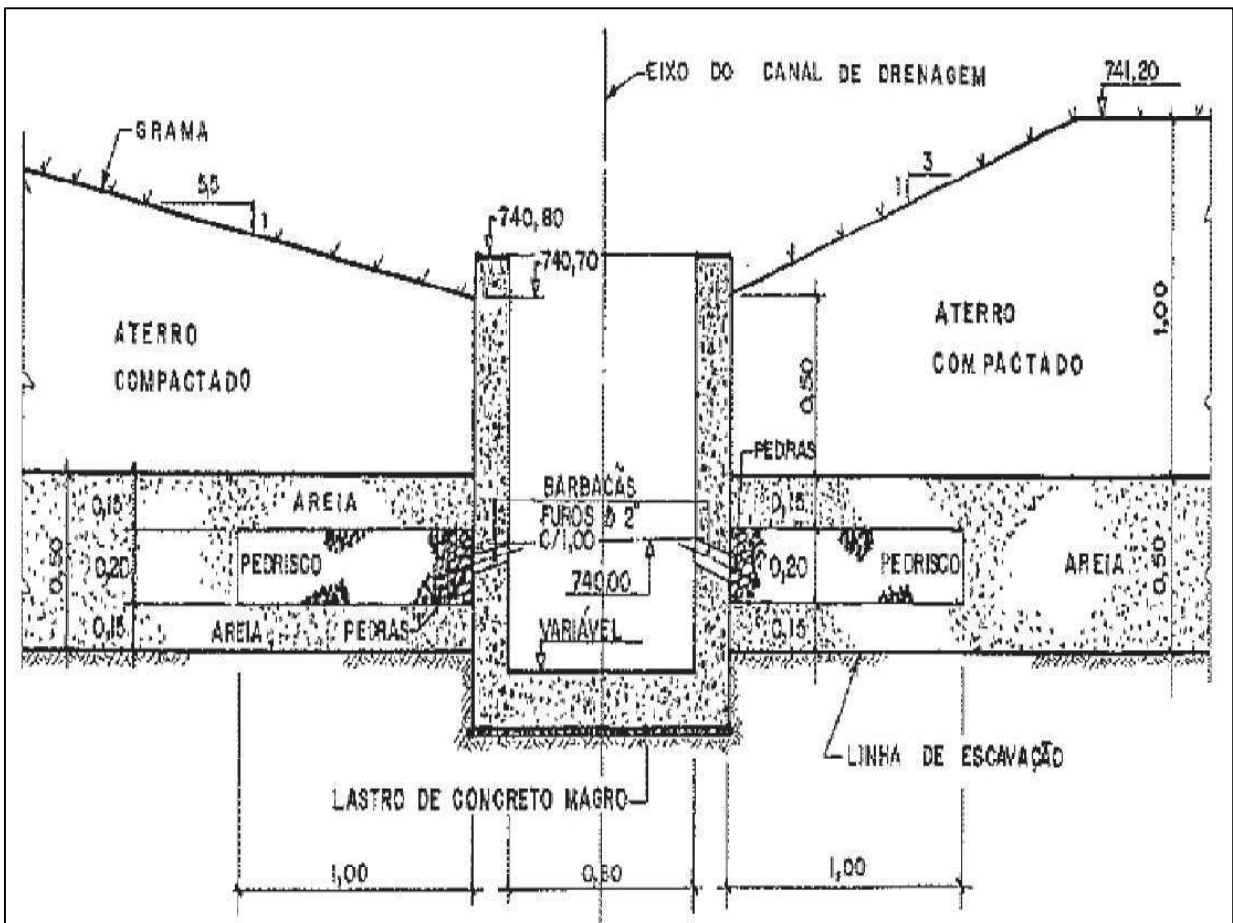 EIXO DO CANAL DE DRENAGEM
741,20
GRAMA
5,5
1
3
1
740,80
740,70
ATERRO
COMPACTADO
ATERRO
COMPACTADO
1,00
0,50
PEDRAS
AREIA
BARBACÃS
FUROS Ø 2"
C/1,00
0,15
0,15
0,50
0,20
PEDRISCO
0,20
PEDRISCO
AREIA
0,50
740,00
0,15
AREIA
PEDRAS
VARIÁVEL
0,15
LINHA DE ESCAVAÇÃO
LASTRO DE CONCRETO MAGRO
1,00
1,00